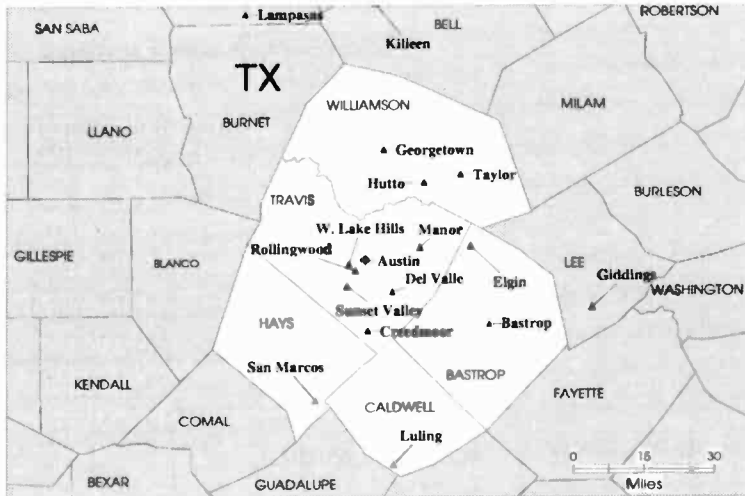 ROBERTSON
SAN SABA
Lampasas
BELL
Killeen
TX
WILLIAMSON
MILAM
LLANO
BURNET
Georgetown
Hutto
Taylor
BURLESON
TRAVIS
W. Lake Hills
Manor
GILLESPIE
BLANCO
Rollingwood
Austin
LEE
Del Valle
Elgin
Giddings
WASHINGTON
Sunset Valley
HAYS
Creedmoor
Bastrop
San Marcos
BASTROP
KENDALL
FAYETTE
COMAL
CALDWELL
Luling
0 15 30
Miles
BEXAR
GUADALUPE